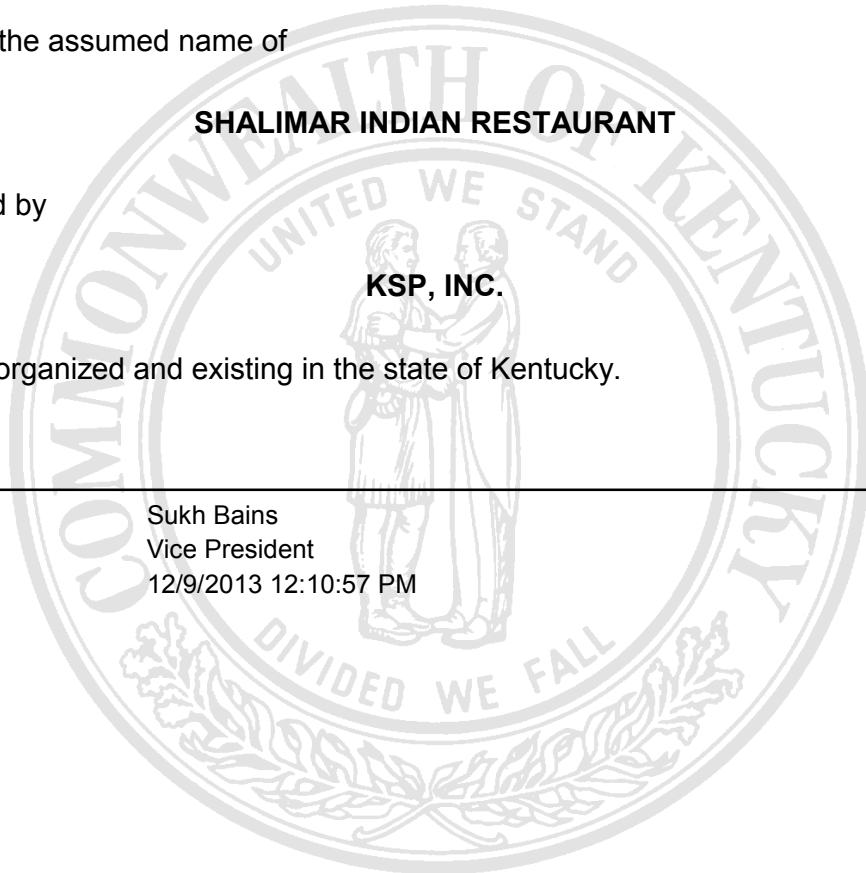 the assumed name of
SHALIMAR INDIAN RESTAURANT
d by
KSP, INC.
organized and existing in the state of Kentucky.
Sukh Bains
Vice President
12/9/2013 12:10:57 PM
COMMONWEALTH OF KENTUCKY
UNITED WE STAND
DIVIDED WE FALL